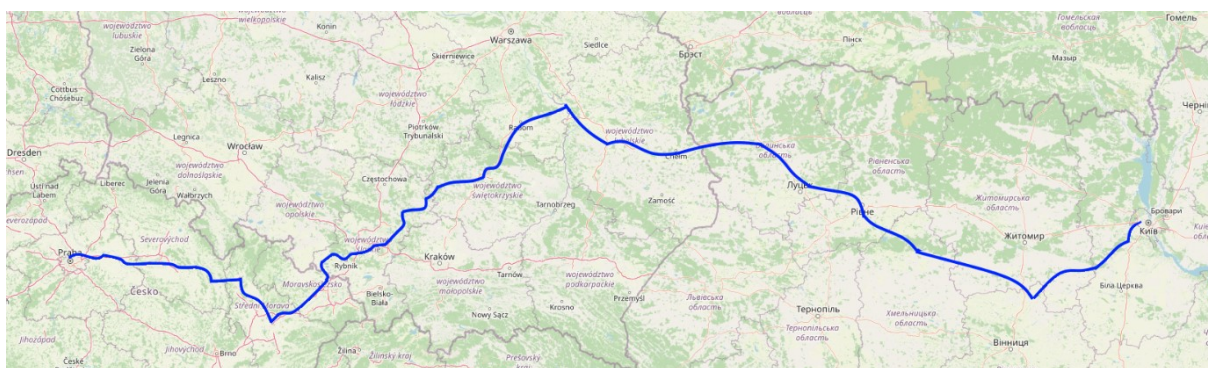 województwo
lubuskie
Zielona
Góra
województwo
wielkopolskie
Konin
Warszawa
Siedlce
Skierniewice
Брэст
Пінск
Мазыр
Гомельская
вобласць
Гомель
Cottbus
Chóśebuz
Leszno
Kalisz
województwo
łódzkie
Piotrków
Trybunalski
Radom
województwo
Chełm
область
Рівненська
область
Dresden
Legnica
Wrocław
województwo
dolnośląskie
Ústí nad
Labem
Liberec
Jelenia
Góra
Wałbrzych
województwo
opolskie
Częstochowa
województwo
świętokrzyskie
Tarnobrzeg
Zamość
Луцьк
Рівне
Житомирська
область
Житомир
Бровари
Київ
Severozápad
Praha
Severovýchod
Česko
województwo
Rybnik
Kraków
województwo
małopolskie
Tarnów
województwo
podkarpackie
Bielsko-
Biała
Moravskoslezsko
Střední Morava
Krosno
Przemyśl
Nowy Sącz
Львівська
область
Тернопіль
Тернопільська
область
Хмельницька
область
Вінниця
Біла Церква
Jihozápad
České
Jihovýchod
Brno
Žilina
Žilinský kraj
Prešovský
kraj